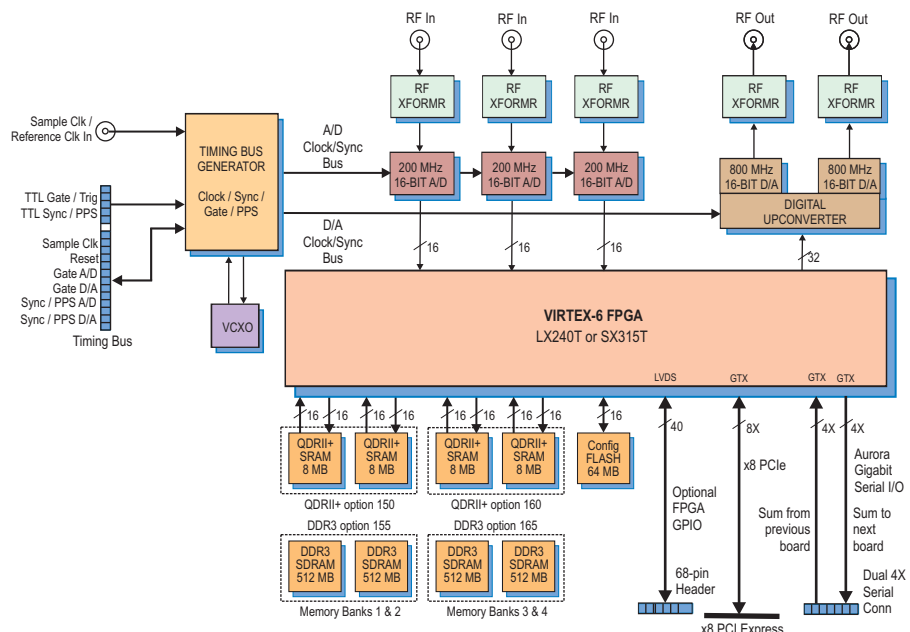 RF In
RF In
RF In
RF Out
RF Out
RF
XFORMR
RF
XFORMR
RF
XFORMR
RF
XFORMR
RF
XFORMR
Sample Clk /
Reference Clk In
TIMING BUS
GENERATOR
Clock / Sync /
Gate / PPS
A/D
Clock/Sync
Bus
200 MHz
16-BIT A/D
200 MHz
16-BIT A/D
200 MHz
16-BIT A/D
800 MHz
16-BIT D/A
800 MHz
16-BIT D/A
DIGITAL
UPCONVERTER
TTL Gate / Trig
TTL Sync / PPS
Sample Clk
Reset
Gate A/D
Gate D/A
Sync / PPS A/D
Sync / PPS D/A
Timing Bus
D/A
Clock/Sync
Bus
16
16
16
32
VCXO
VIRTEX-6 FPGA
LX240T or SX315T
LVDS
GTX
GTX
GTX
16
16
16
16
16
16
16
16
16
40
8X
4X
4X
QDRII+
SRAM
8 MB
QDRII+
SRAM
8 MB
QDRII+
SRAM
8 MB
QDRII+
SRAM
8 MB
Config
FLASH
64 MB
QDRII+ option 150
QDRII+ option 160
DDR3 option 155
DDR3 option 165
DDR3
SDRAM
512 MB
DDR3
SDRAM
512 MB
DDR3
SDRAM
512 MB
DDR3
SDRAM
512 MB
Memory Banks 1 & 2
Memory Banks 3 & 4
Optional
FPGA
GPIO
68-pin
Header
x8 PCIe
x8 PCI Express
Sum from
previous
board
Aurora
Gigabit
Serial I/O
Sum to
next
board
Dual 4X
Serial
Conn